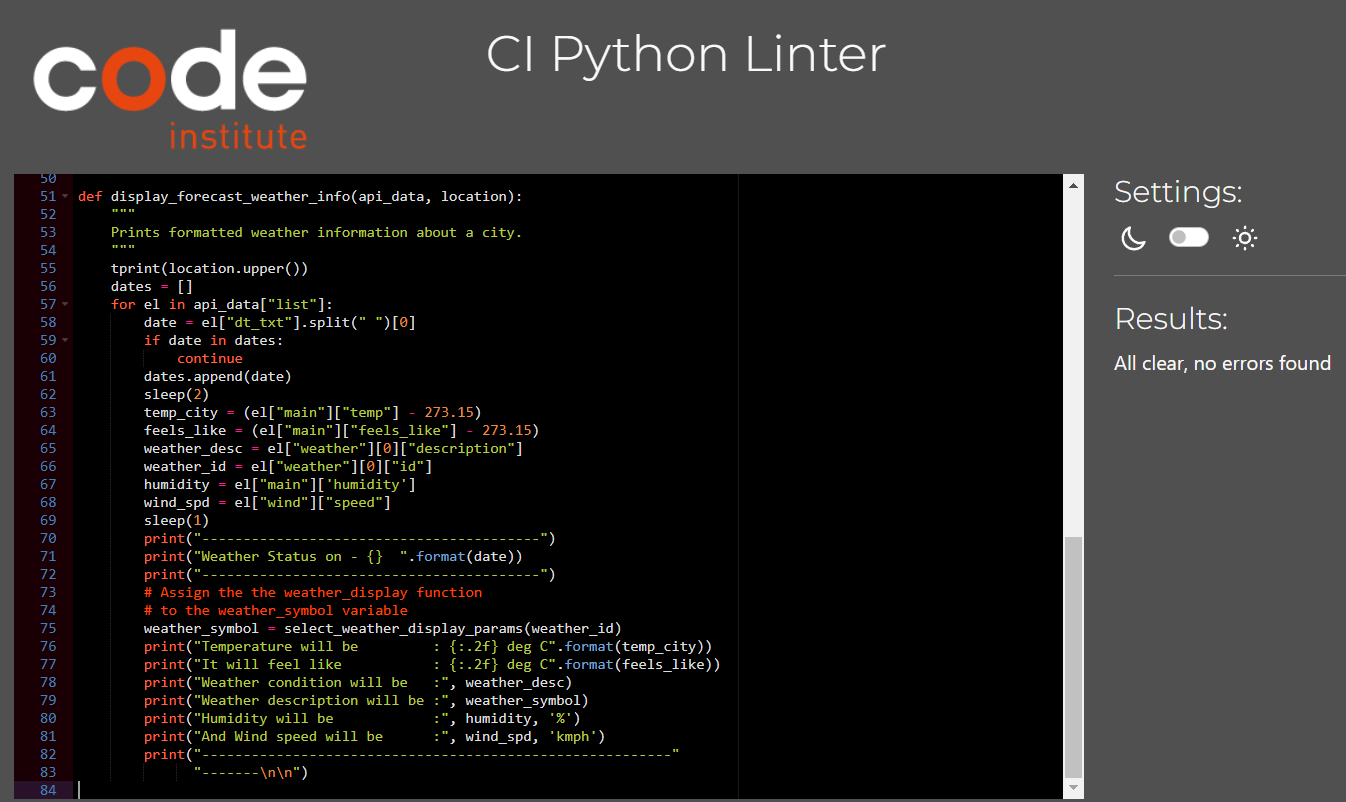 code
institute
CI Python Linter
50
51 def display_forecast_weather_info(api_data, location):
52     """
53     Prints formatted weather information about a city.
54     """
55     tprint(location.upper())
56     dates = []
57     for el in api_data["list"]:
58         date = el["dt_txt"].split(" ")[0]
59         if date in dates:
60             continue
61         dates.append(date)
62         sleep(2)
63         temp_city = (el["main"]["temp"] - 273.15)
64         feels_like = (el["main"]["feels_like"] - 273.15)
65         weather_desc = el["weather"][0]["description"]
66         weather_id = el["weather"][0]["id"]
67         humidity = el["main"]['humidity']
68         wind_spd = el["wind"]["speed"]
69         sleep(1)
70         print("-----------------------------------------")
71         print("Weather Status on - {}  ".format(date))
72         print("-----------------------------------------")
73         # Assign the the weather_display function
74         # to the weather_symbol variable
75         weather_symbol = select_weather_display_params(weather_id)
76         print("Temperature will be         : {:.2f} deg C".format(temp_city))
77         print("It will feel like           : {:.2f} deg C".format(feels_like))
78         print("Weather condition will be   :", weather_desc)
79         print("Weather description will be :", weather_symbol)
80         print("Humidity will be            :", humidity, '%')
81         print("And Wind speed will be      :", wind_spd, 'kmph')
82         print("---------------------------------------------------------"
83               "-------\n\n")
84
Settings:
Results:
All clear, no errors found